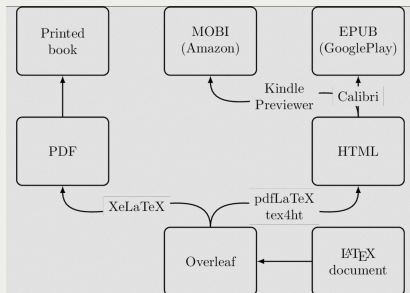 Printed
book
MOBI
(Amazon)
EPUB
(GooglePlay)
Kindle
Previewer
Calibri
PDF
HTML
XeLaTeX
pdfLaTeX
tex4ht
Overleaf
LATEX
document